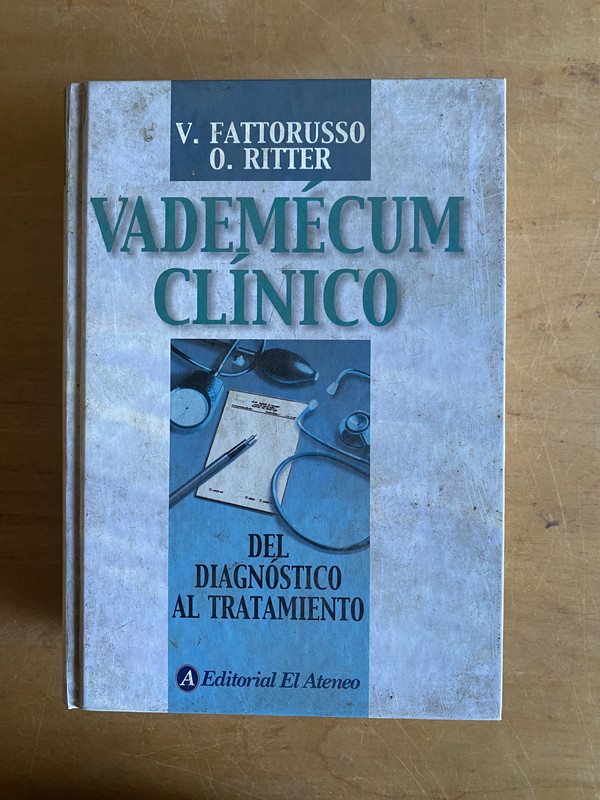 V. FATTORUSSO
O. RITTER
VADEMÉCUM
CLÍNICO
DEL
DIAGNÓSTICO
AL TRATAMIENTO
A Editorial El Ateneo